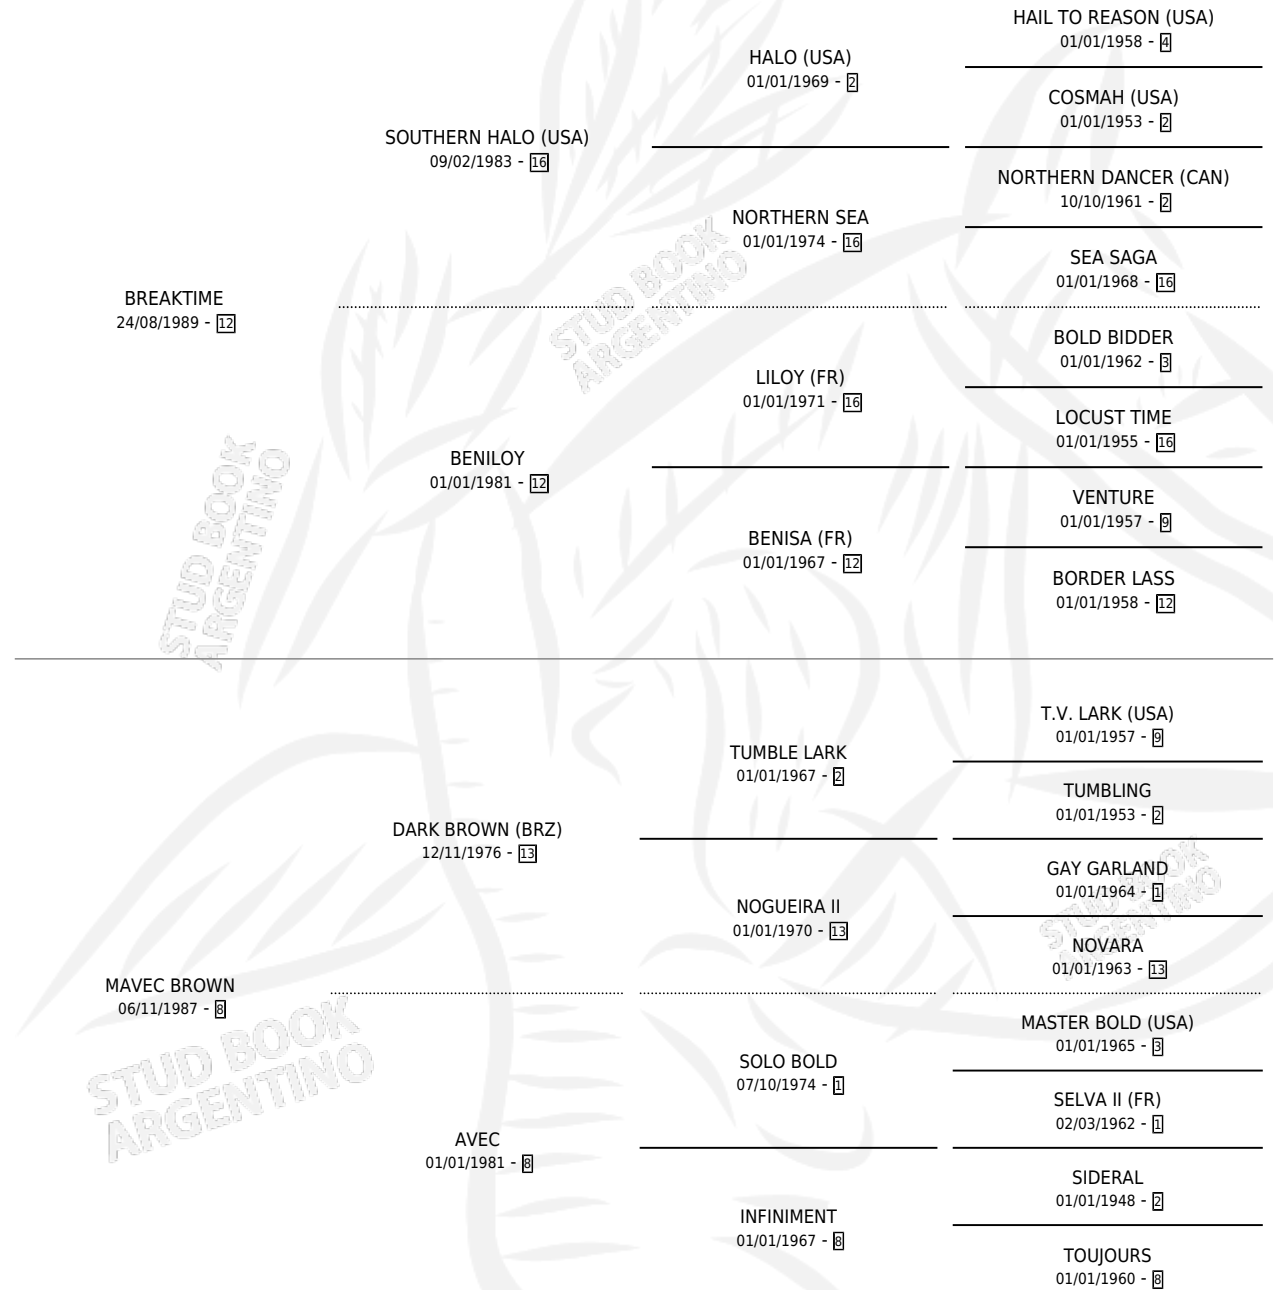 HAIL TO REASON (USA)
01/01/1958 - 4
HALO (USA)
01/01/1969 - 2
COSMAH (USA)
01/01/1953 - 2
SOUTHERN HALO (USA)
09/02/1983 - 16
NORTHERN DANCER (CAN)
10/10/1961 - 2
NORTHERN SEA
01/01/1974 - 16
SEA SAGA
01/01/1968 - 16
BREAKTIME
24/08/1989 - 12
STUD BOOK
ARGENTINO
BOLD BIDDER
01/01/1962 - 3
LILOY (FR)
01/01/1971 - 16
LOCUST TIME
01/01/1955 - 16
BENILOY
01/01/1981 - 12
VENTURE
01/01/1957 - 9
BENISA (FR)
01/01/1967 - 12
BORDER LASS
01/01/1958 - 12
STUD BOOK
ARGENTINO
T.V. LARK (USA)
01/01/1957 - 9
TUMBLE LARK
01/01/1967 - 2
TUMBLING
01/01/1953 - 2
DARK BROWN (BRZ)
12/11/1976 - 13
GAY GARLAND
01/01/1964 - 1
NOGUEIRA II
01/01/1970 - 13
STUD BOOK
ARGENTINO
NOVARA
01/01/1963 - 13
MAVEC BROWN
06/11/1987 - 8
STUD BOOK
ARGENTINO
MASTER BOLD (USA)
01/01/1965 - 3
SOLO BOLD
07/10/1974 - 1
SELVA II (FR)
02/03/1962 - 1
AVEC
01/01/1981 - 8
SIDERAL
01/01/1948 - 2
INFINIMENT
01/01/1967 - 8
TOUJOURS
01/01/1960 - 8